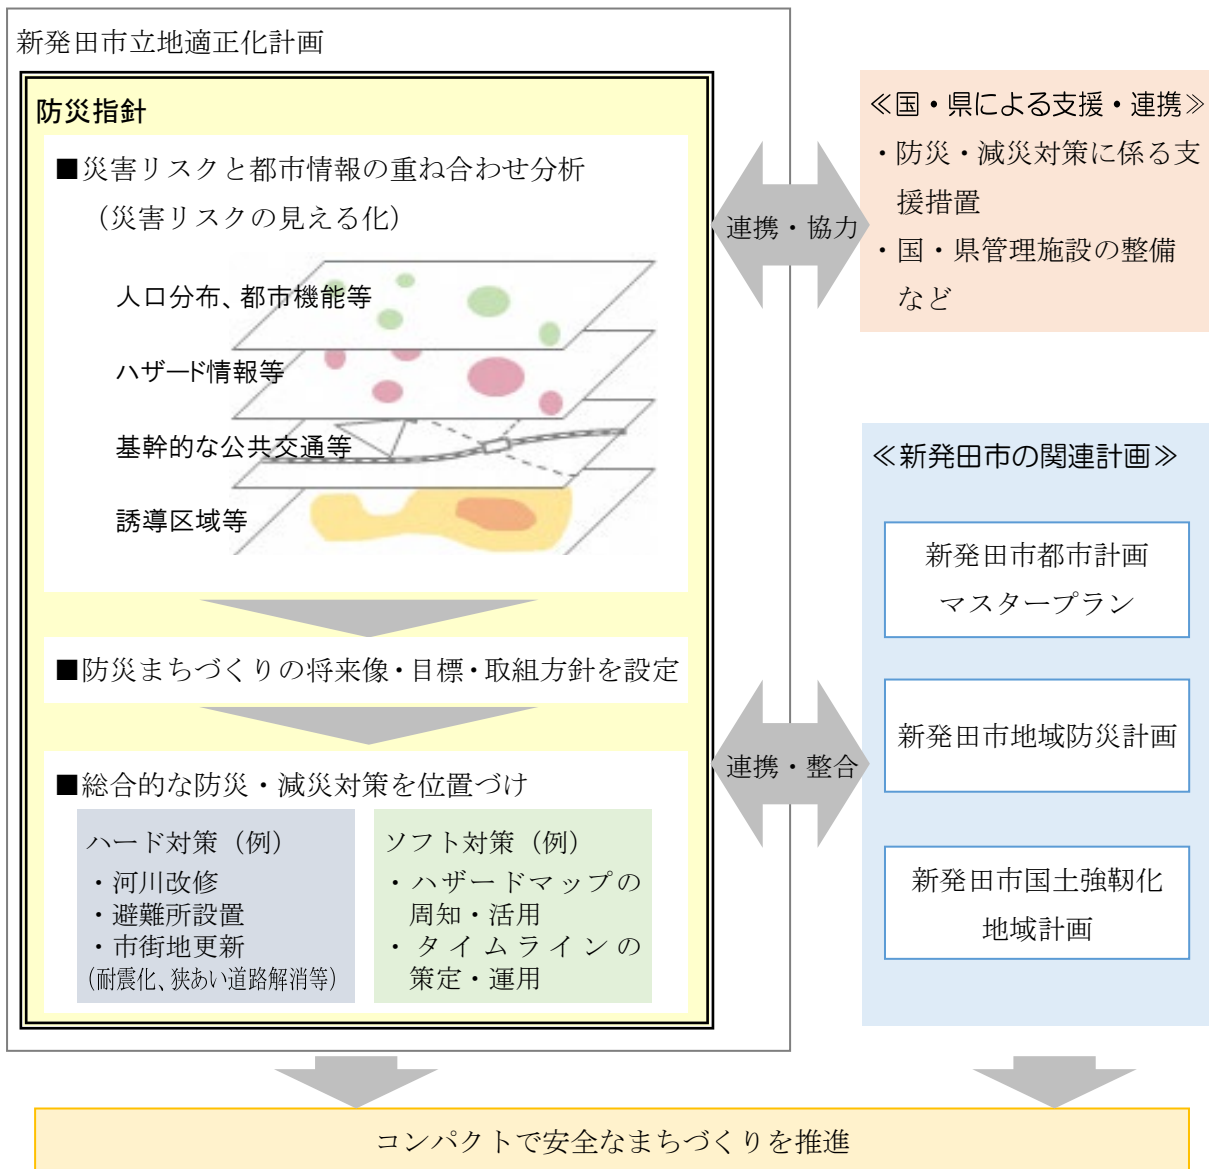 新発田市立地適正化計画
防災指針
■災害リスクと都市情報の重ね合わせ分析
（災害リスクの見える化）
人口分布、都市機能等
ハザード情報等
基幹的な公共交通等
誘導区域等
■防災まちづくりの将来像・目標・取組方針を設定
■総合的な防災・減災対策を位置づけ
ハード対策（例）
・河川改修
・避難所設置
・市街地更新
（耐震化、狭あい道路解消等）
ソフト対策（例）
・ハザードマップの
周知・活用
・タイムラインの
策定・運用
連携・協力
≪国・県による支援・連携≫
・防災・減災対策に係る支
援措置
・国・県管理施設の整備
など
連携・整合
≪新発田市の関連計画≫
新発田市都市計画
マスタープラン
新発田市地域防災計画
新発田市国土強靱化
地域計画
コンパクトで安全なまちづくりを推進